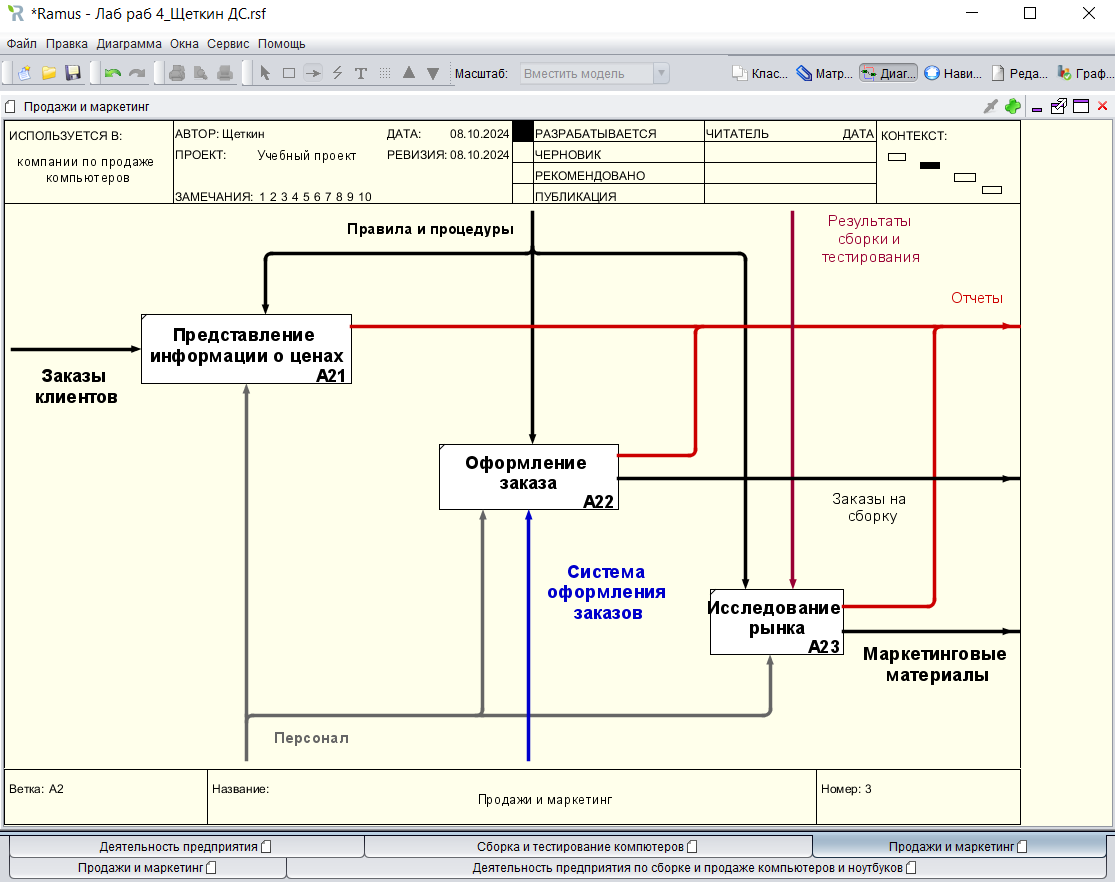 *Ramus - Лаб раб 4_Щеткин ДС.rsf
Файл Правка Диаграмма Окна Сервис Помощь
Масштаб: Вместить модель Клас... Матр... Диаг... Нави... Реда... Граф...
Продажи и маркетинг
ИСПОЛЬЗУЕТСЯ В:
компании по продаже
компьютеров
АВТОР: Щеткин ДАТА: 08.10.2024
ПРОЕКТ: Учебный проект РЕВИЗИЯ: 08.10.2024
ЗАМЕЧАНИЯ: 1 2 3 4 5 6 7 8 9 10
РАЗРАБАТЫВАЕТСЯ
ЧЕРНОВИК
РЕКОМЕНДОВАНО
ПУБЛИКАЦИЯ
ЧИТАТЕЛЬ ДАТА
КОНТЕКСТ:
Правила и процедуры
Результаты
сборки и
тестирования
Отчеты
Представление
информации о ценах
A21
Заказы
клиентов
Оформление
заказа
A22
Заказы на
сборку
Система
оформления
заказов
Исследование
рынка
A23
Маркетинговые
материалы
Персонал
Ветка: A2
Название:
Продажи и маркетинг
Номер: 3
Деятельность предприятия Сборка и тестирование компютеров Продажи и маркетинг
Продажи и маркетинг Деятельность предприятия по сборке и продаже компьютеров и ноутбуков